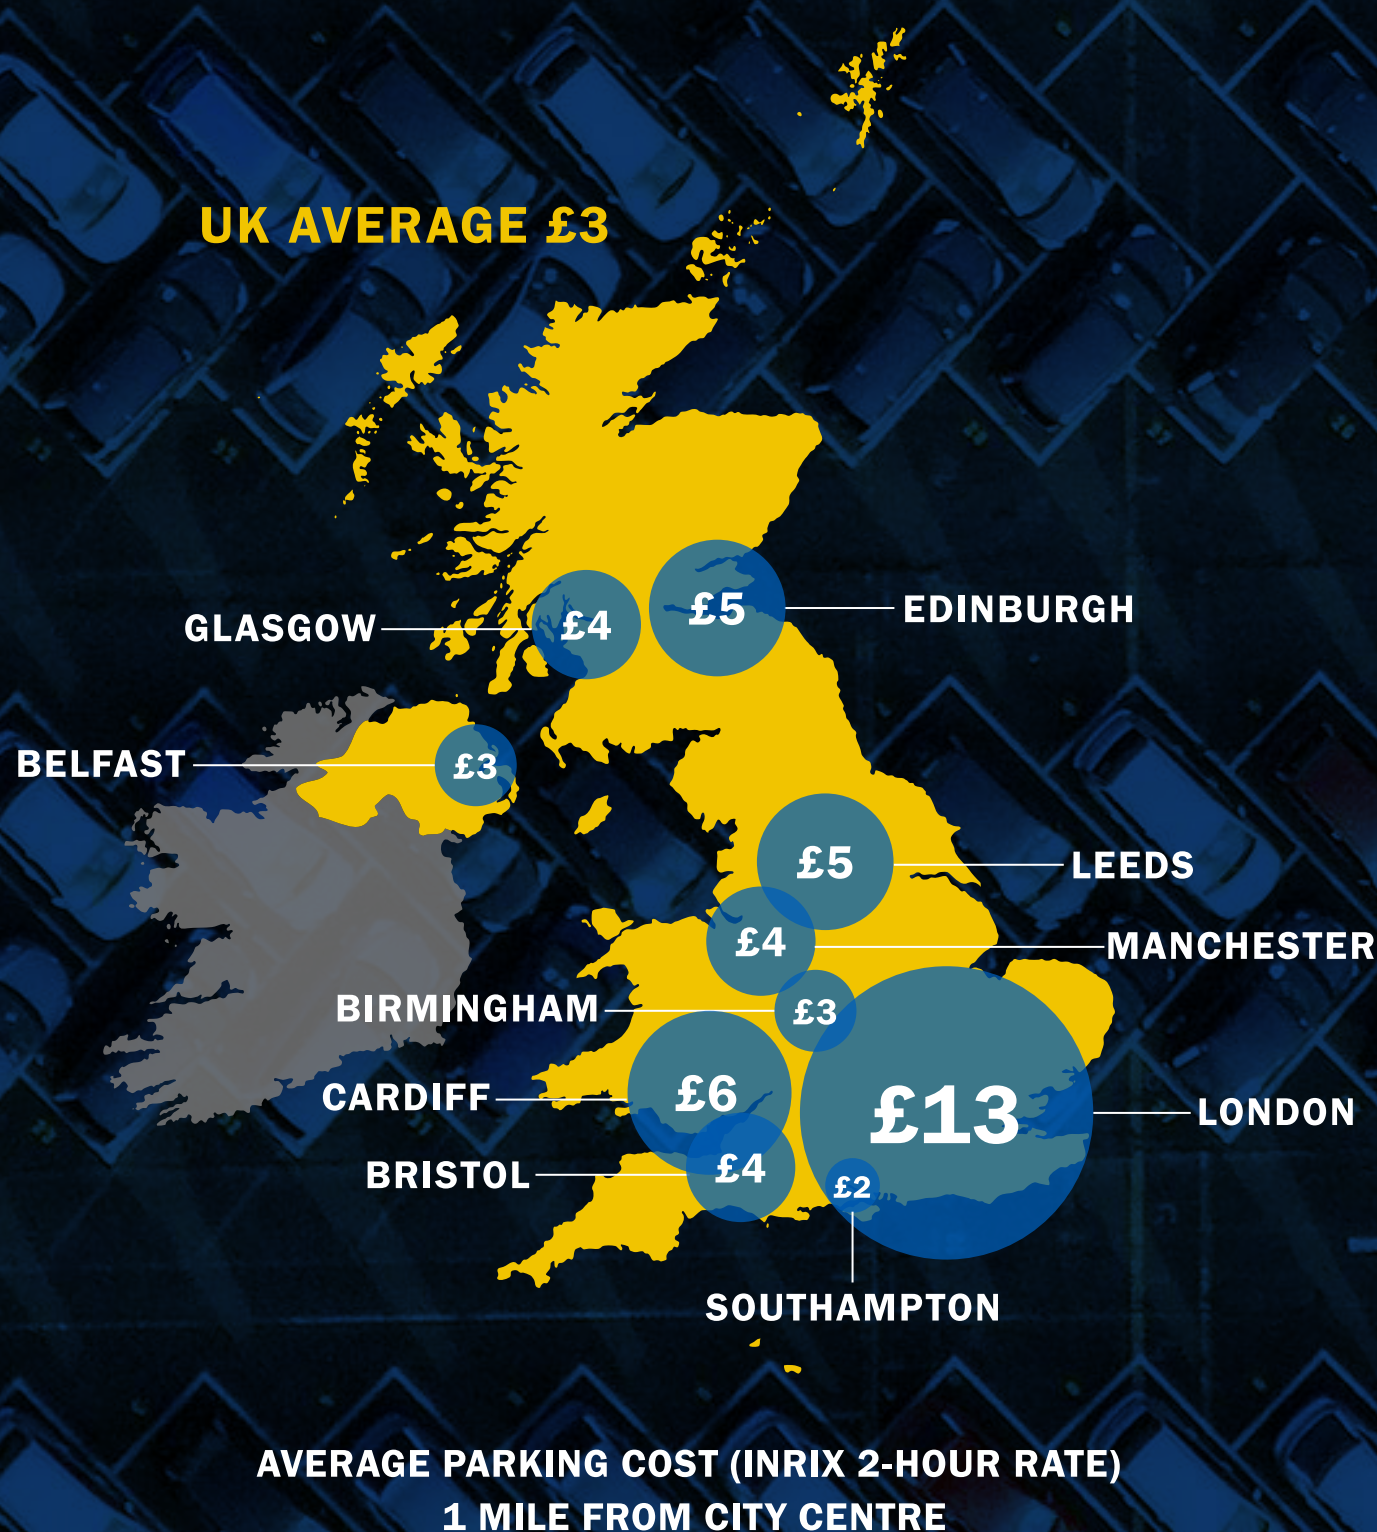 UK AVERAGE £3
£4
£5
GLASGOW
EDINBURGH
BELFAST
£3
£5
LEEDS
£4
MANCHESTER
BIRMINGHAM
£3
CARDIFF
£6
£13
LONDON
BRISTOL
£4
£2
SOUTHAMPTON
AVERAGE PARKING COST (INRIX 2-HOUR RATE)
1 MILE FROM CITY CENTRE